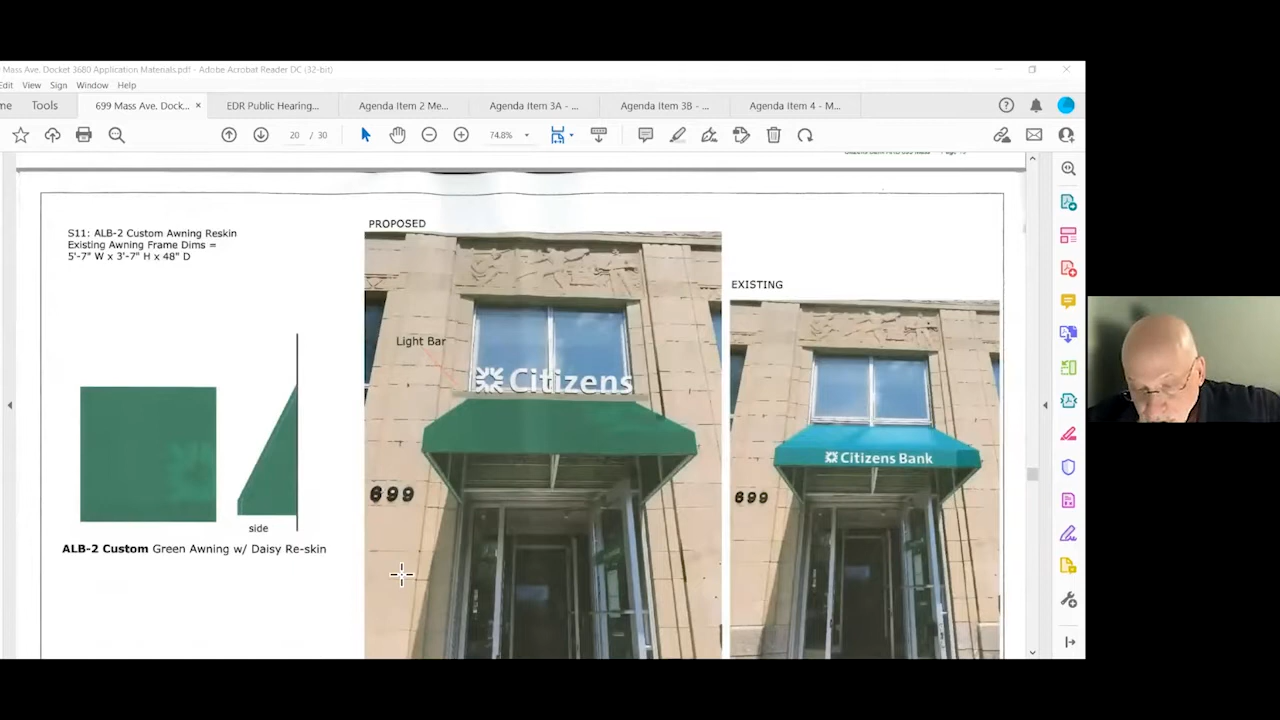 Mass Ave. Docket 3680 Application Materials.pdf - Adobe Acrobat Reader DC (32-bit)
Edit View Sign Window Help
me Tools 699 Mass Ave. Dock... × EDR Public Hearing... Agenda Item 2 Me... Agenda Item 3A - ... Agenda Item 3B - ... Agenda Item 4 - M...
20 / 30 74.8%
S11: ALB-2 Custom Awning Reskin
Existing Awning Frame Dims =
5'-7" W x 3'-7" H x 48" D
PROPOSED
EXISTING
Light Bar
Citizens
Citizens Bank
699
699
side
ALB-2 Custom Green Awning w/ Daisy Re-skin